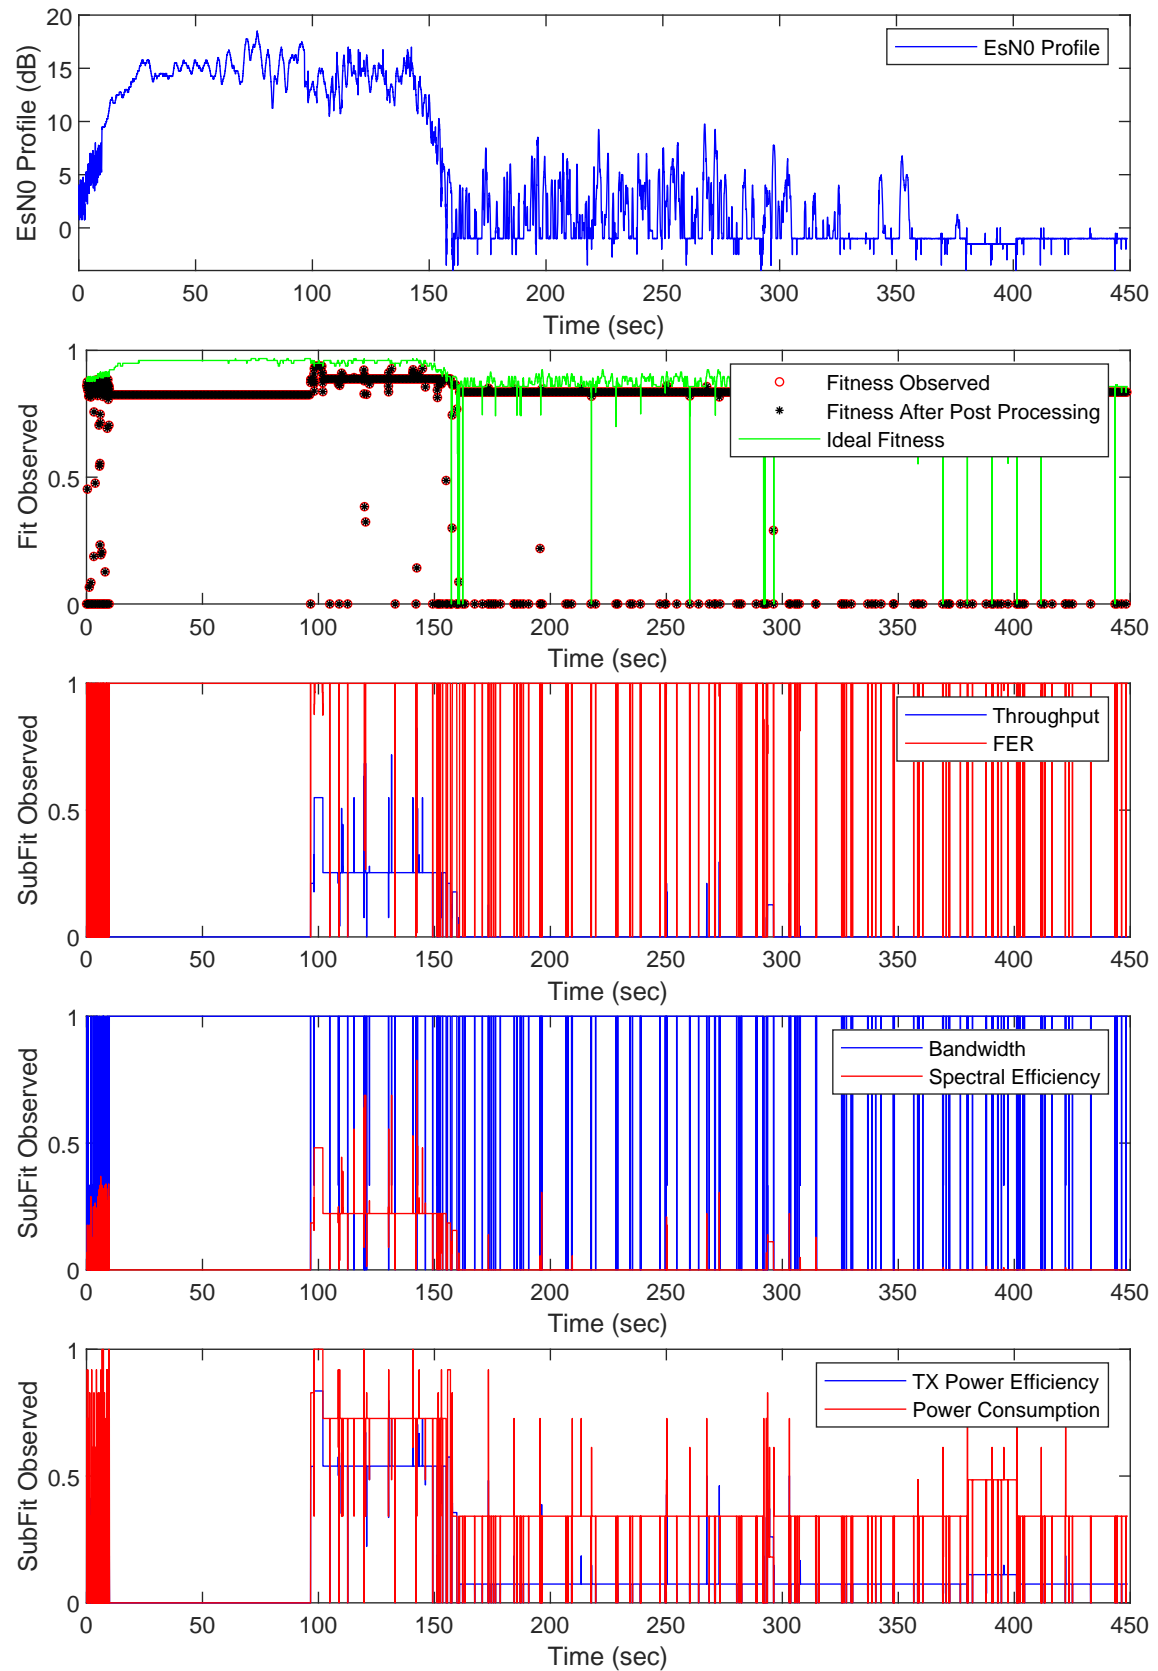 20
15
10
5
0
EsN0 Profile (dB)
EsN0 Profile
0 50 100 150 200 250 300 350 400 450
Time (sec)
1
0.5
0
Fit Observed
Fitness Observed
Fitness After Post Processing
Ideal Fitness
0 50 100 150 200 250 300 350 400 450
Time (sec)
1
0.5
0
SubFit Observed
Throughput
FER
0 50 100 150 200 250 300 350 400 450
Time (sec)
1
0.5
0
SubFit Observed
Bandwidth
Spectral Efficiency
0 50 100 150 200 250 300 350 400 450
Time (sec)
1
0.5
0
SubFit Observed
TX Power Efficiency
Power Consumption
0 50 100 150 200 250 300 350 400 450
Time (sec)